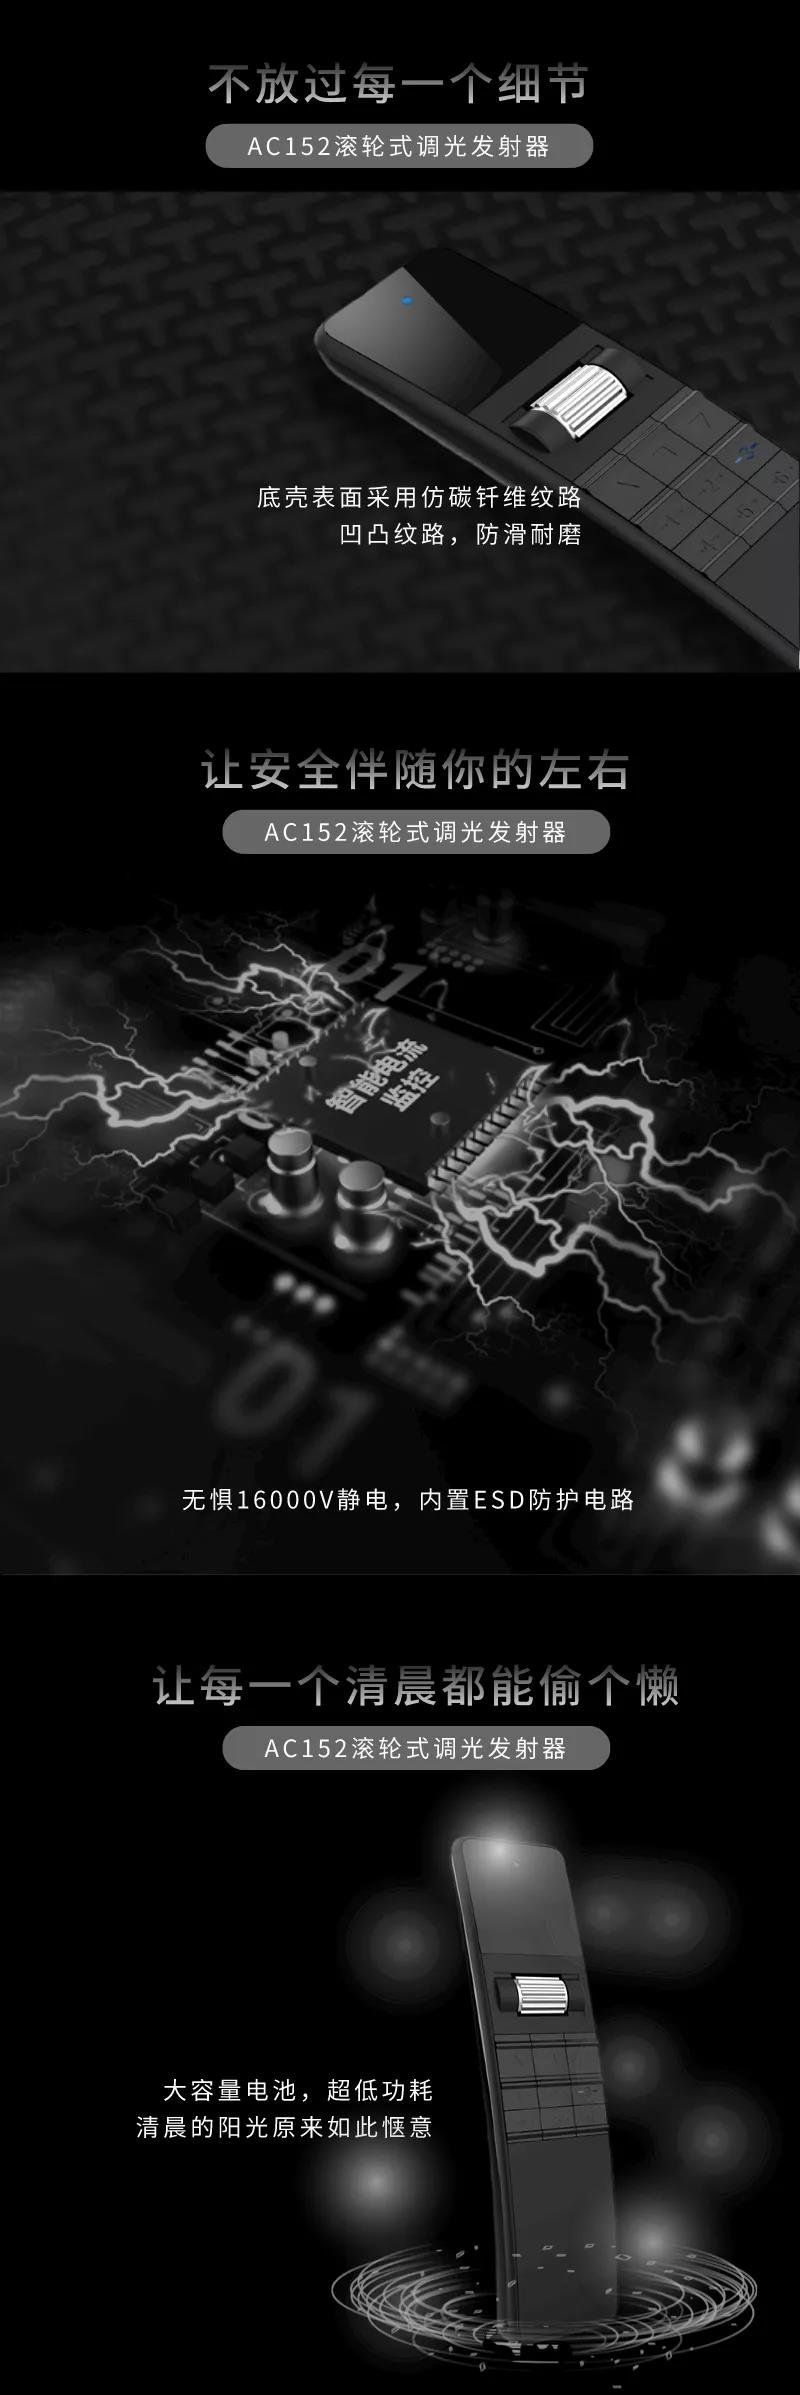 不放过每一个细节
AC152滚轮式调光发射器
底壳表面采用仿碳钎维纹路
凹凸纹路，防滑耐磨
让安全伴随你的左右
AC152滚轮式调光发射器
01
智能电流
监控
01
无惧16000V静电，内置ESD防护电路
让每一个清晨都能偷个懒
AC152滚轮式调光发射器
大容量电池，超低功耗
清晨的阳光原来如此惬意